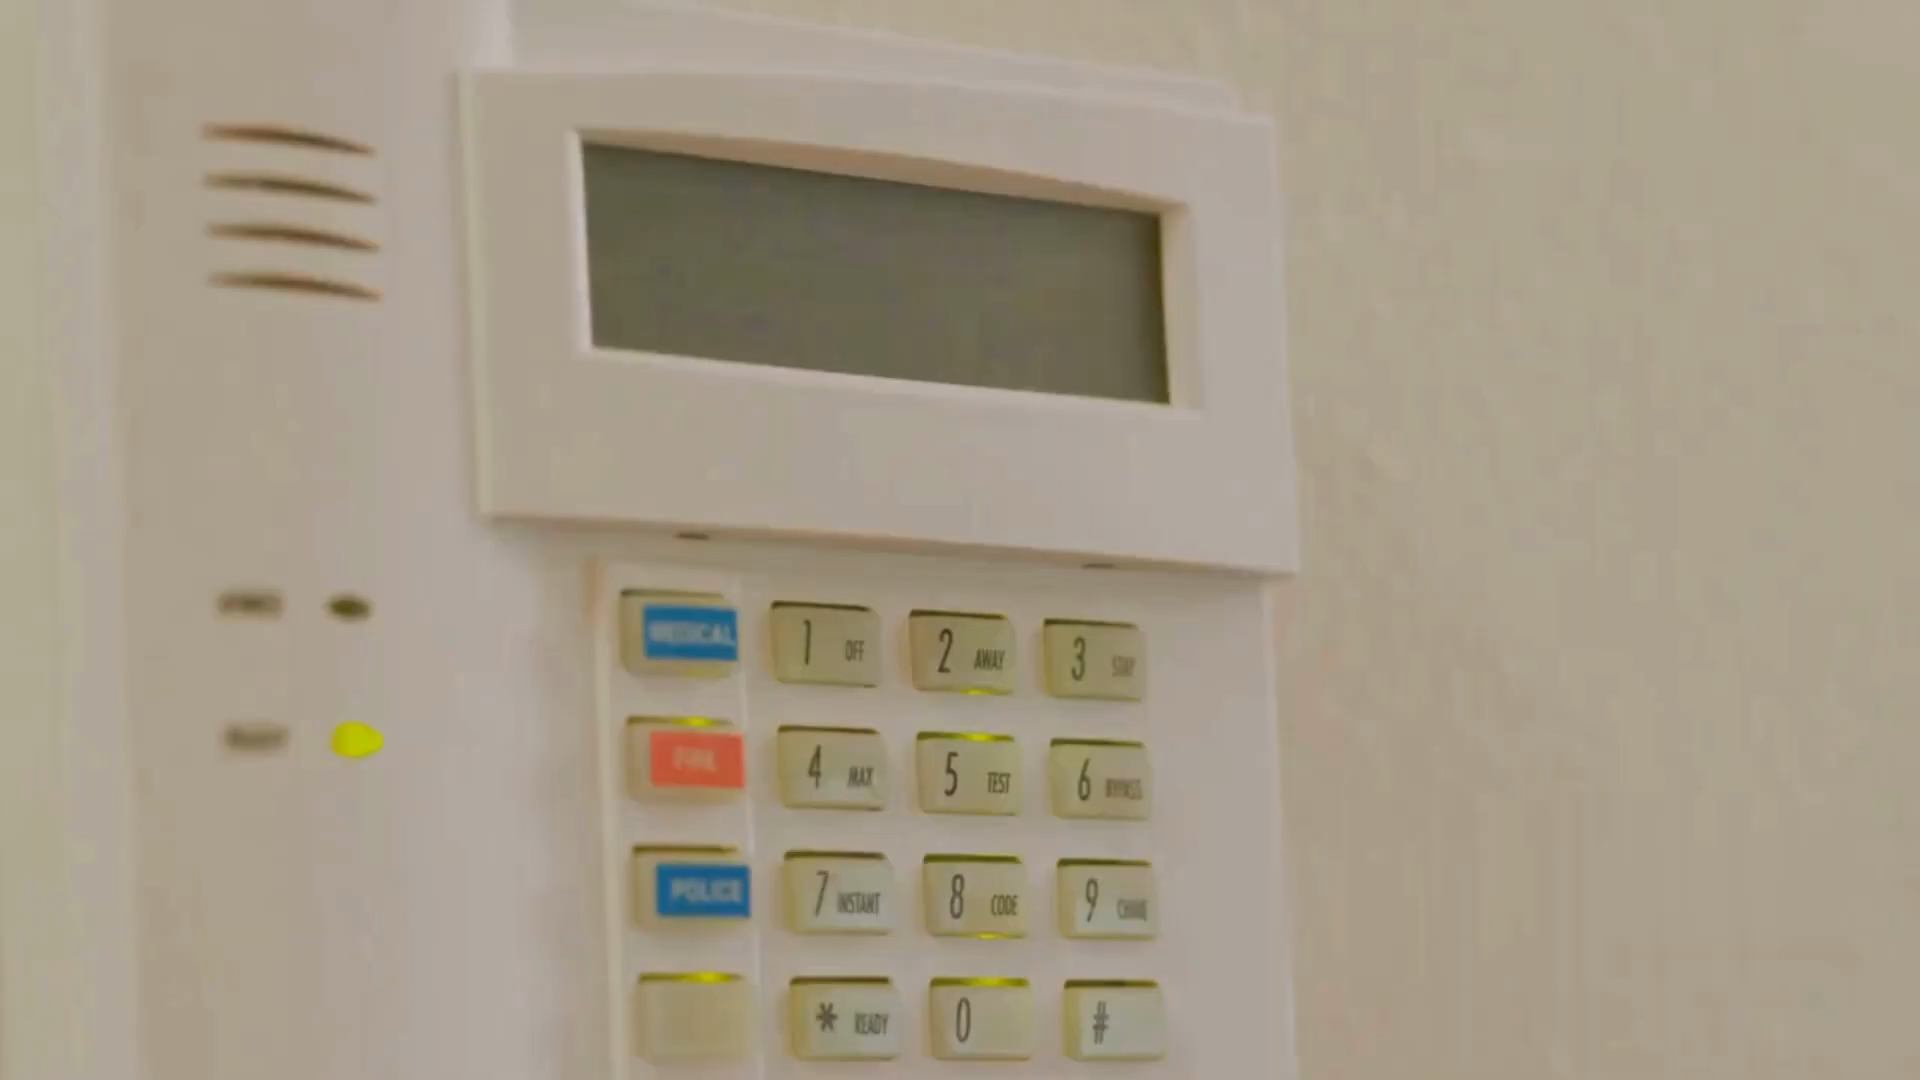 MEDICAL 1 OFF 2 AWAY 3 STAY
FIRE 4 MAX 5 TEST 6 BYPASS
POLICE 7 INSTANT 8 CODE 9 CHIME
* READY 0 #